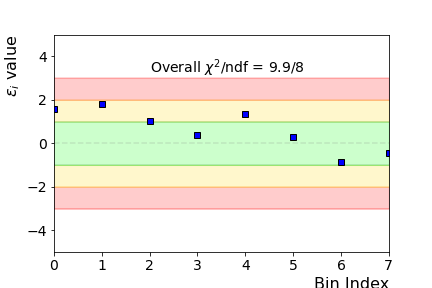 Overall χ²/ndf = 9.9/8
εᵢ value
4
2
0
−2
−4
0 1 2 3 4 5 6 7
Bin Index